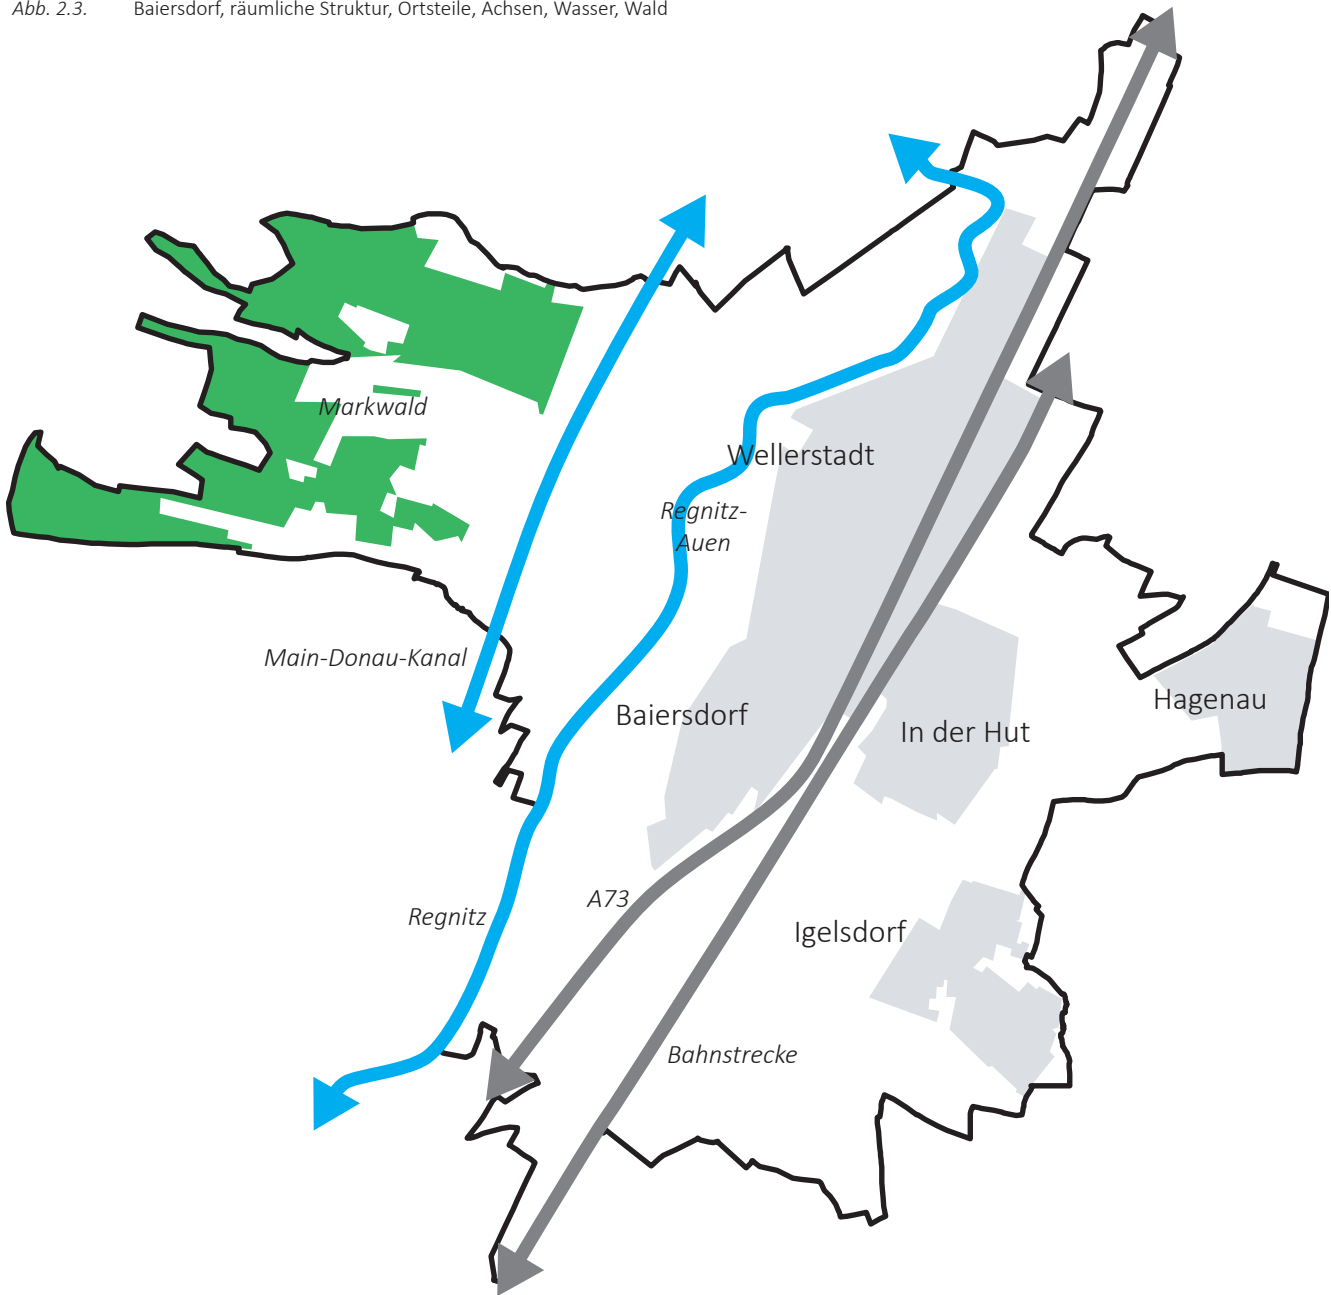 Abb. 2.3. Baiersdorf, räumliche Struktur, Ortsteile, Achsen, Wasser, Wald
Markwald
Wellerstadt
Regnitz-
Auen
Main-Donau-Kanal
Hagenau
Baiersdorf
In der Hut
A73
Regnitz
Igelsdorf
Bahnstrecke